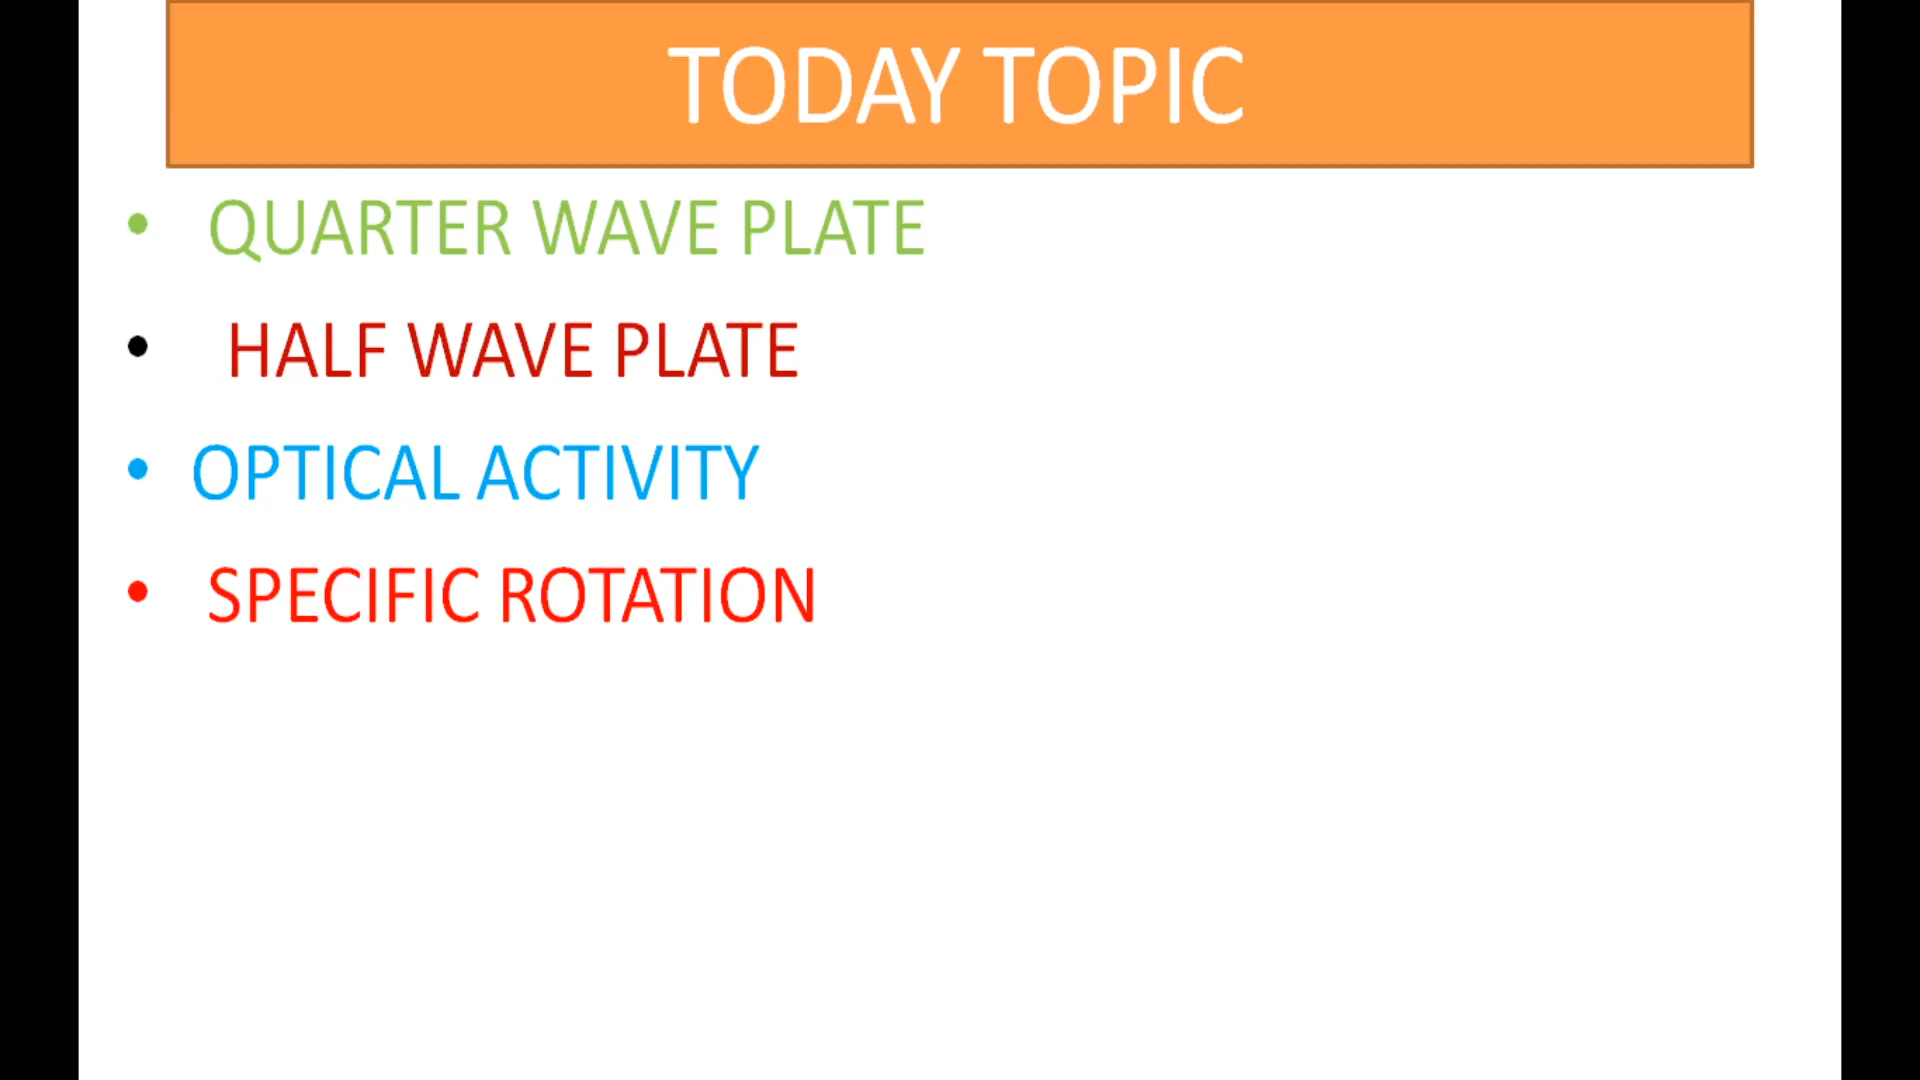 TODAY TOPIC
• QUARTER WAVE PLATE
• HALF WAVE PLATE
• OPTICAL ACTIVITY
• SPECIFIC ROTATION